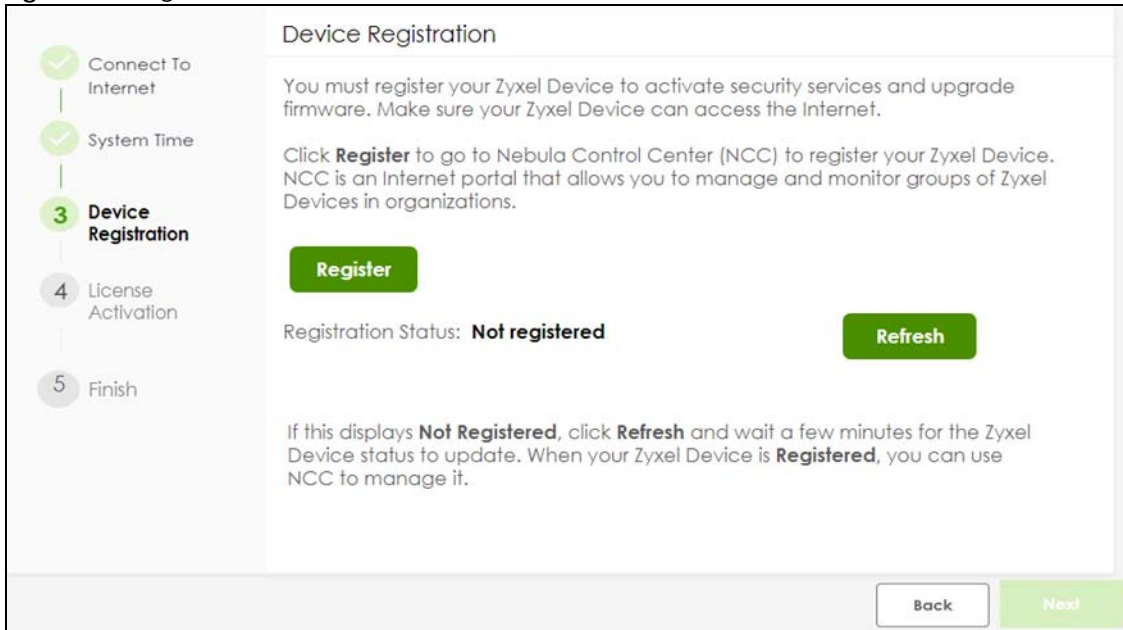 Device Registration
Connect To
Internet
System Time
3 Device
Registration
4 License
Activation
5 Finish
You must register your Zyxel Device to activate security services and upgrade
firmware. Make sure your Zyxel Device can access the Internet.
Click Register to go to Nebula Control Center (NCC) to register your Zyxel Device.
NCC is an Internet portal that allows you to manage and monitor groups of Zyxel
Devices in organizations.
Register
Registration Status: Not registered
Refresh
If this displays Not Registered, click Refresh and wait a few minutes for the Zyxel
Device status to update. When your Zyxel Device is Registered, you can use
NCC to manage it.
Back
Next